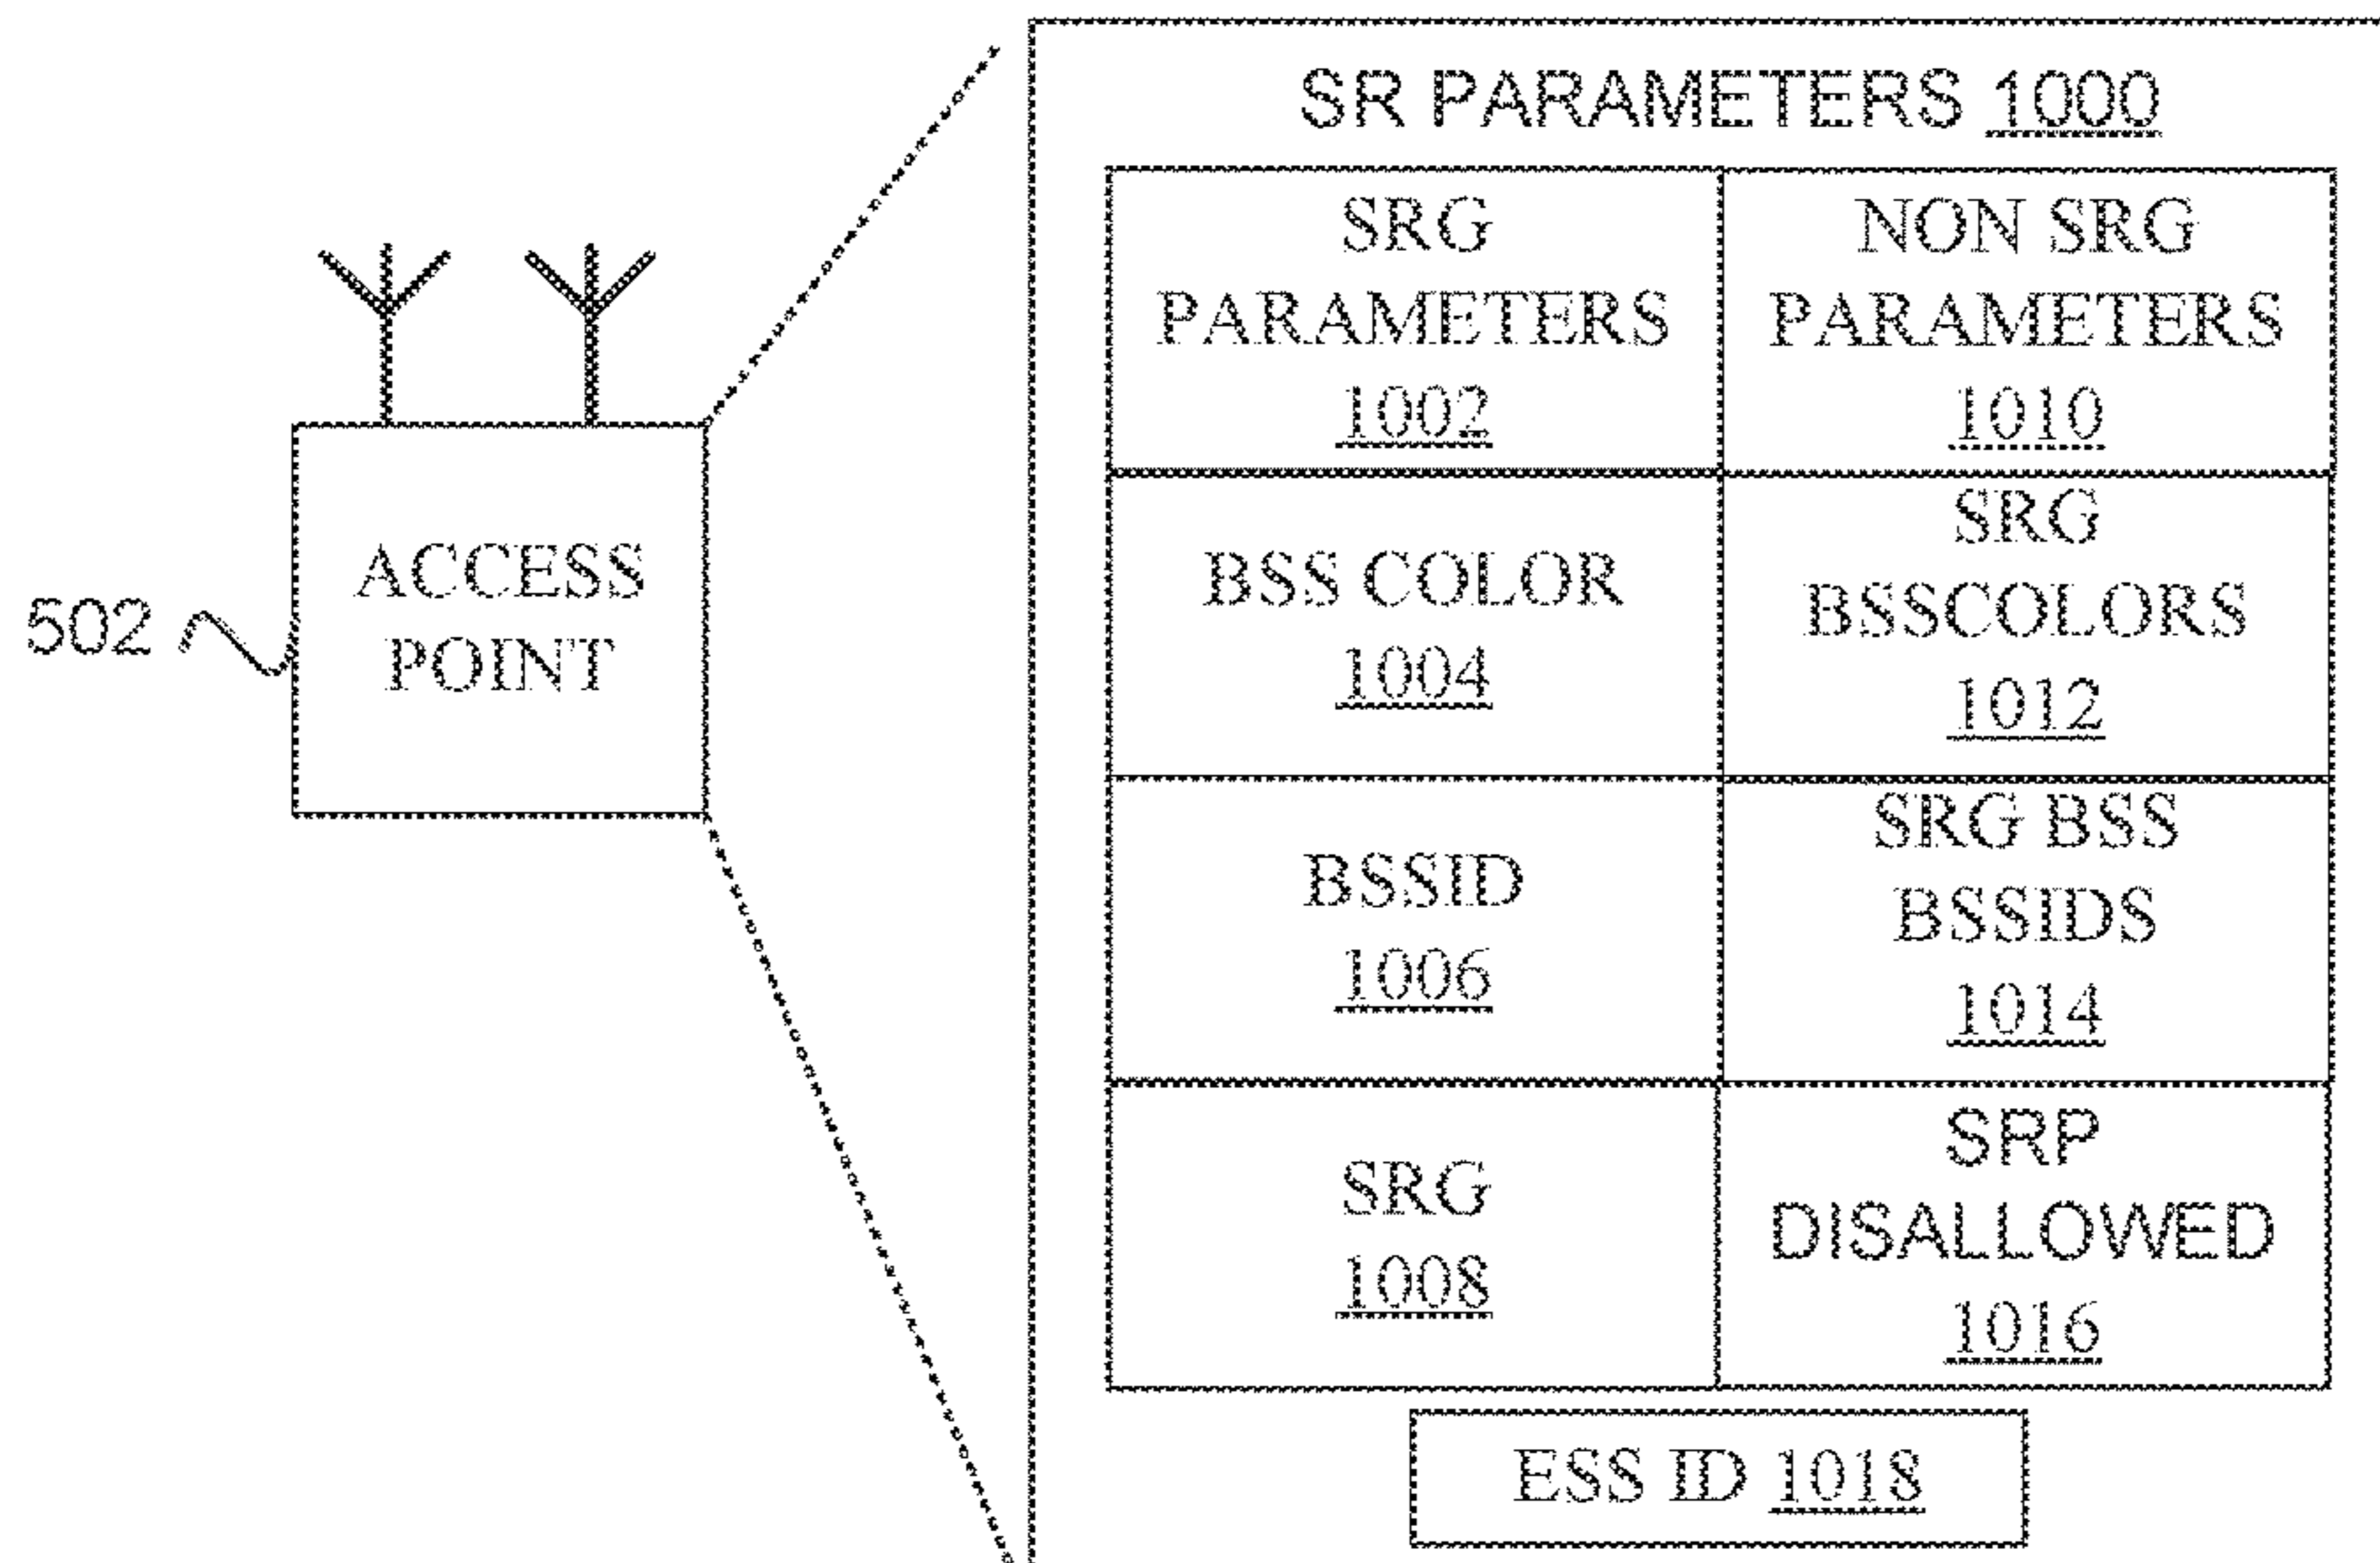 502
ACCESS
POINT
SR PARAMETERS 1000
SRG
PARAMETERS
1002
NON SRG
PARAMETERS
1010
BSS COLOR
1004
SRG
BSSCOLORS
1012
BSSID
1006
SRG BSS
BSSIDS
1014
SRG
1008
SRP
DISALLOWED
1016
ESS ID 1018